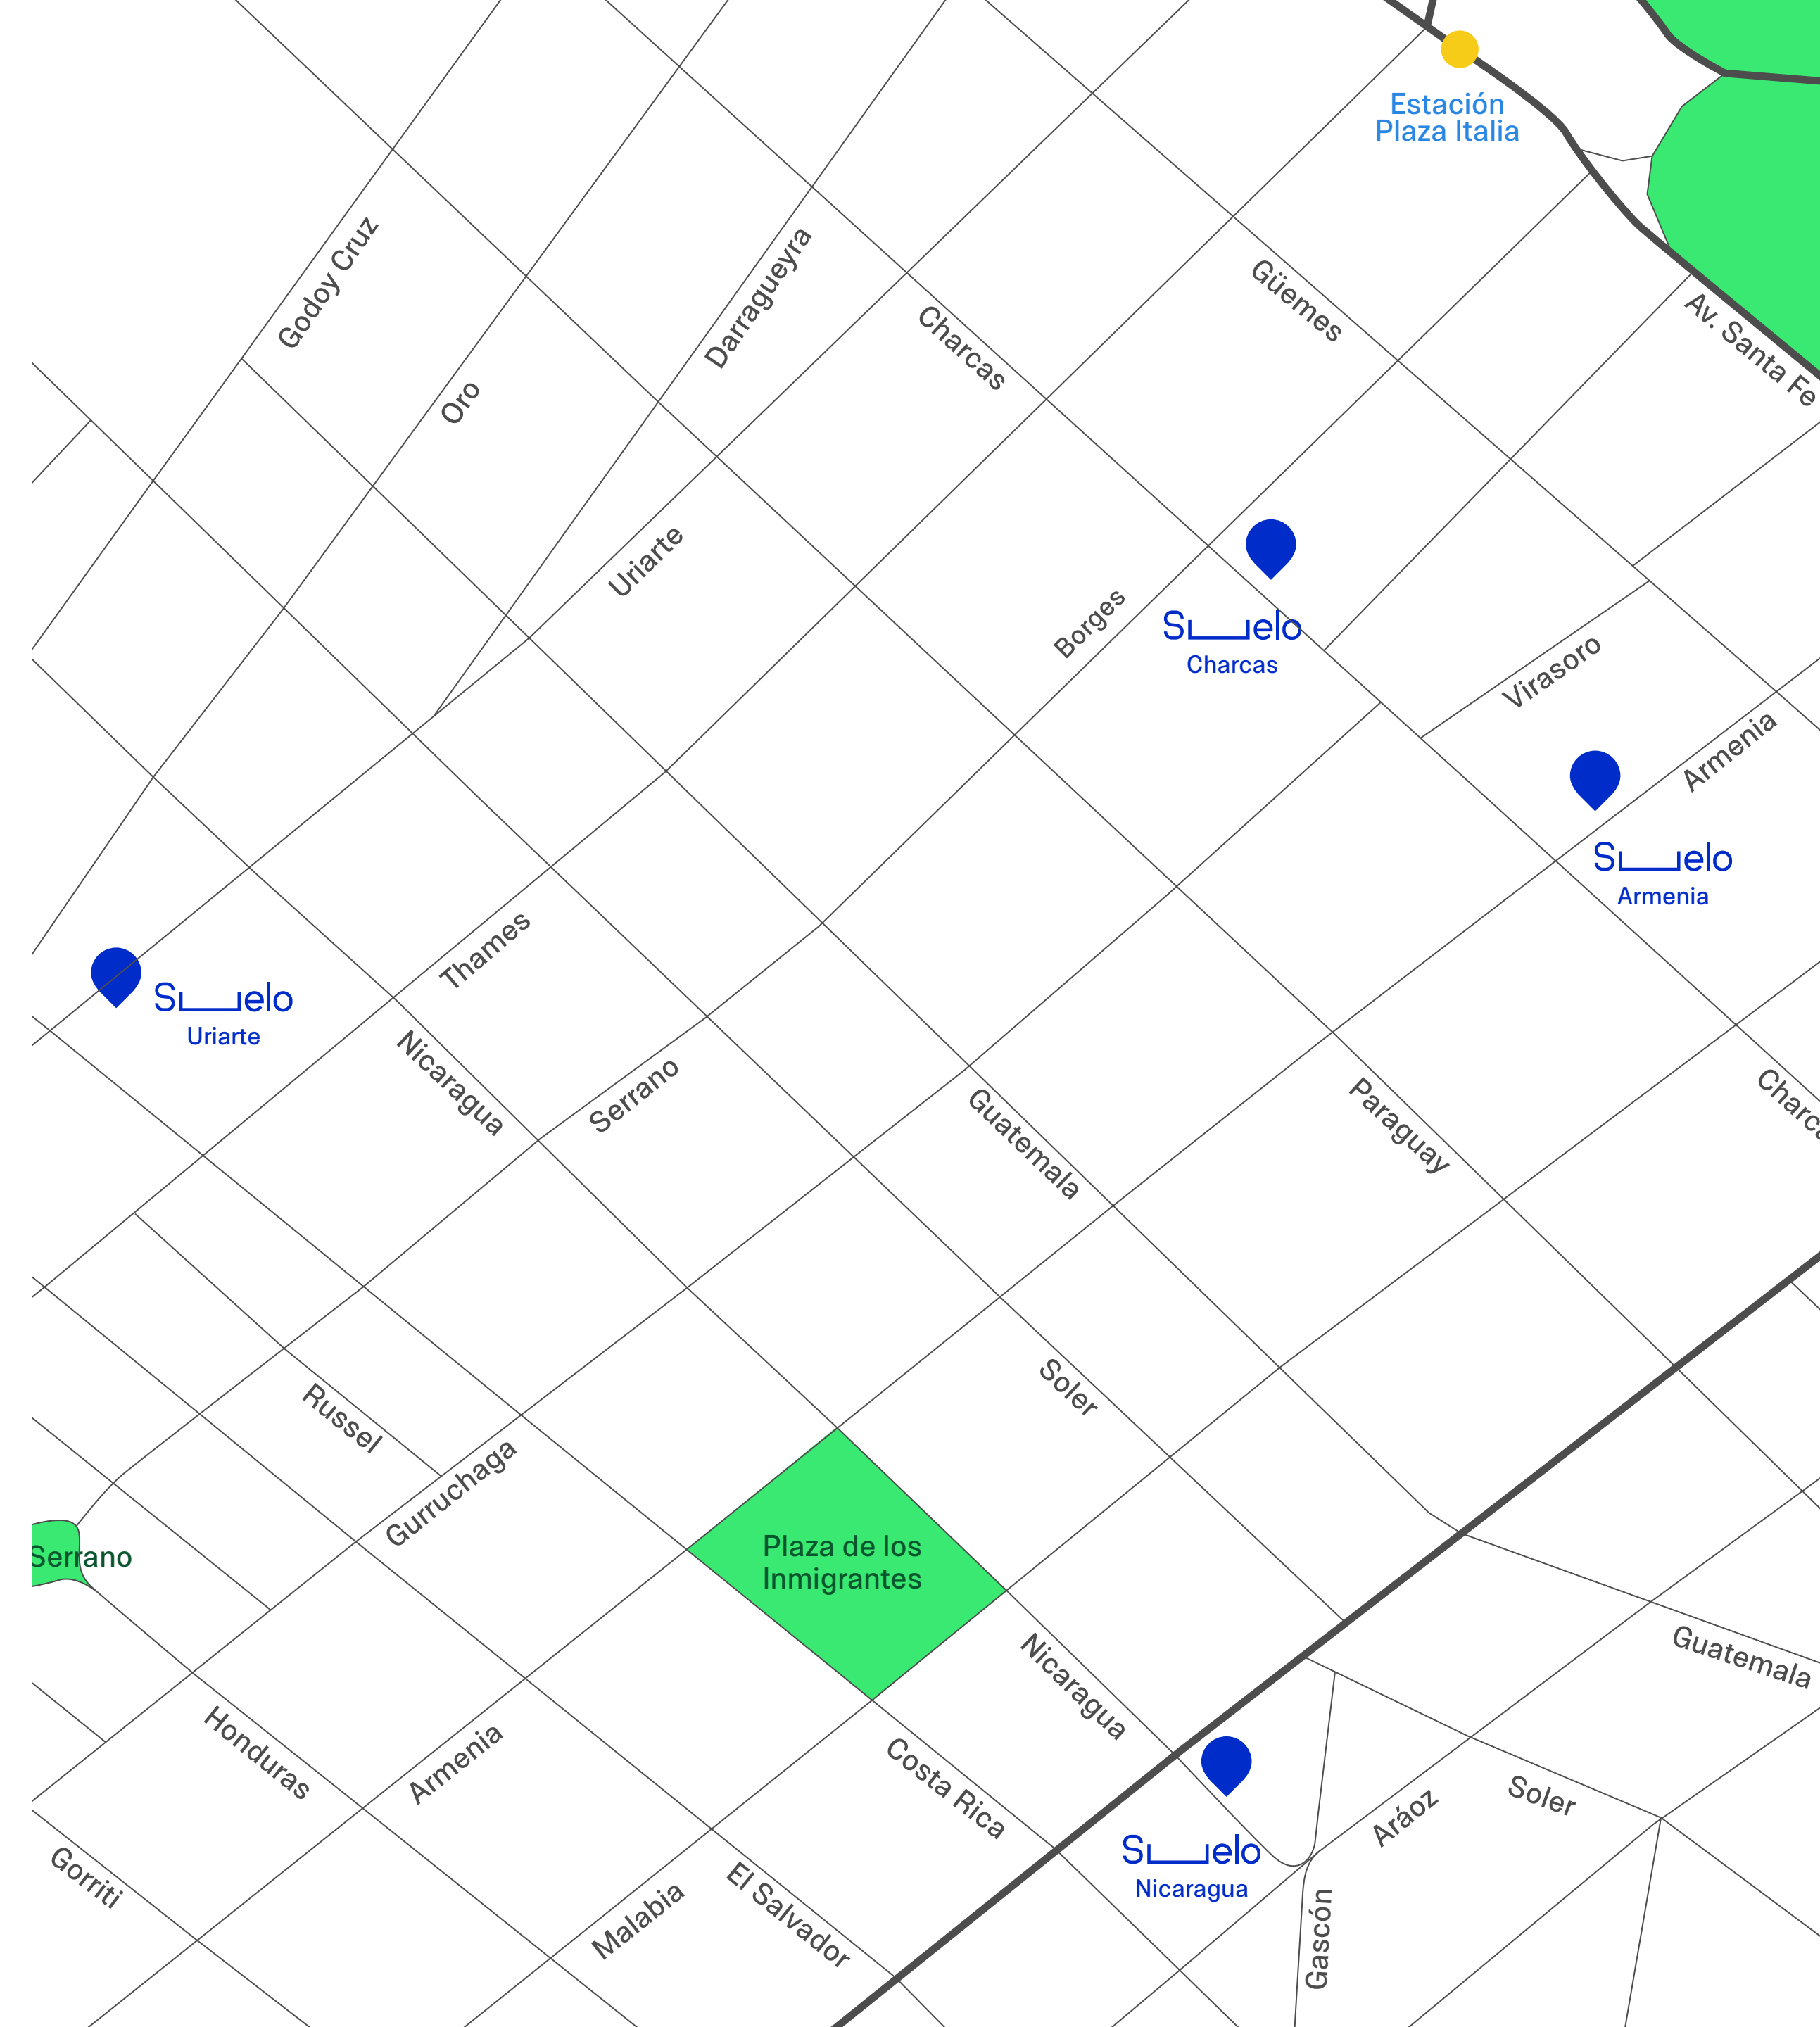 Estación
Plaza Italia
Godoy Cruz
Oro
Darragueyra
Charcas
Güemes
Av. Santa Fe
Uriarte
Borges
Suelo
Charcas
Virasoro
Armenia
Suelo
Armenia
Thames
Suelo
Uriarte
Nicaragua
Serrano
Guatemala
Paraguay
Charca
Soler
Russel
Gurruchaga
Serrano
Plaza de los
Inmigrantes
Nicaragua
Guatemala
Honduras
Armenia
Costa Rica
Soler
Aráoz
Suelo
Nicaragua
Gorriti
Malabia
El Salvador
Gascón